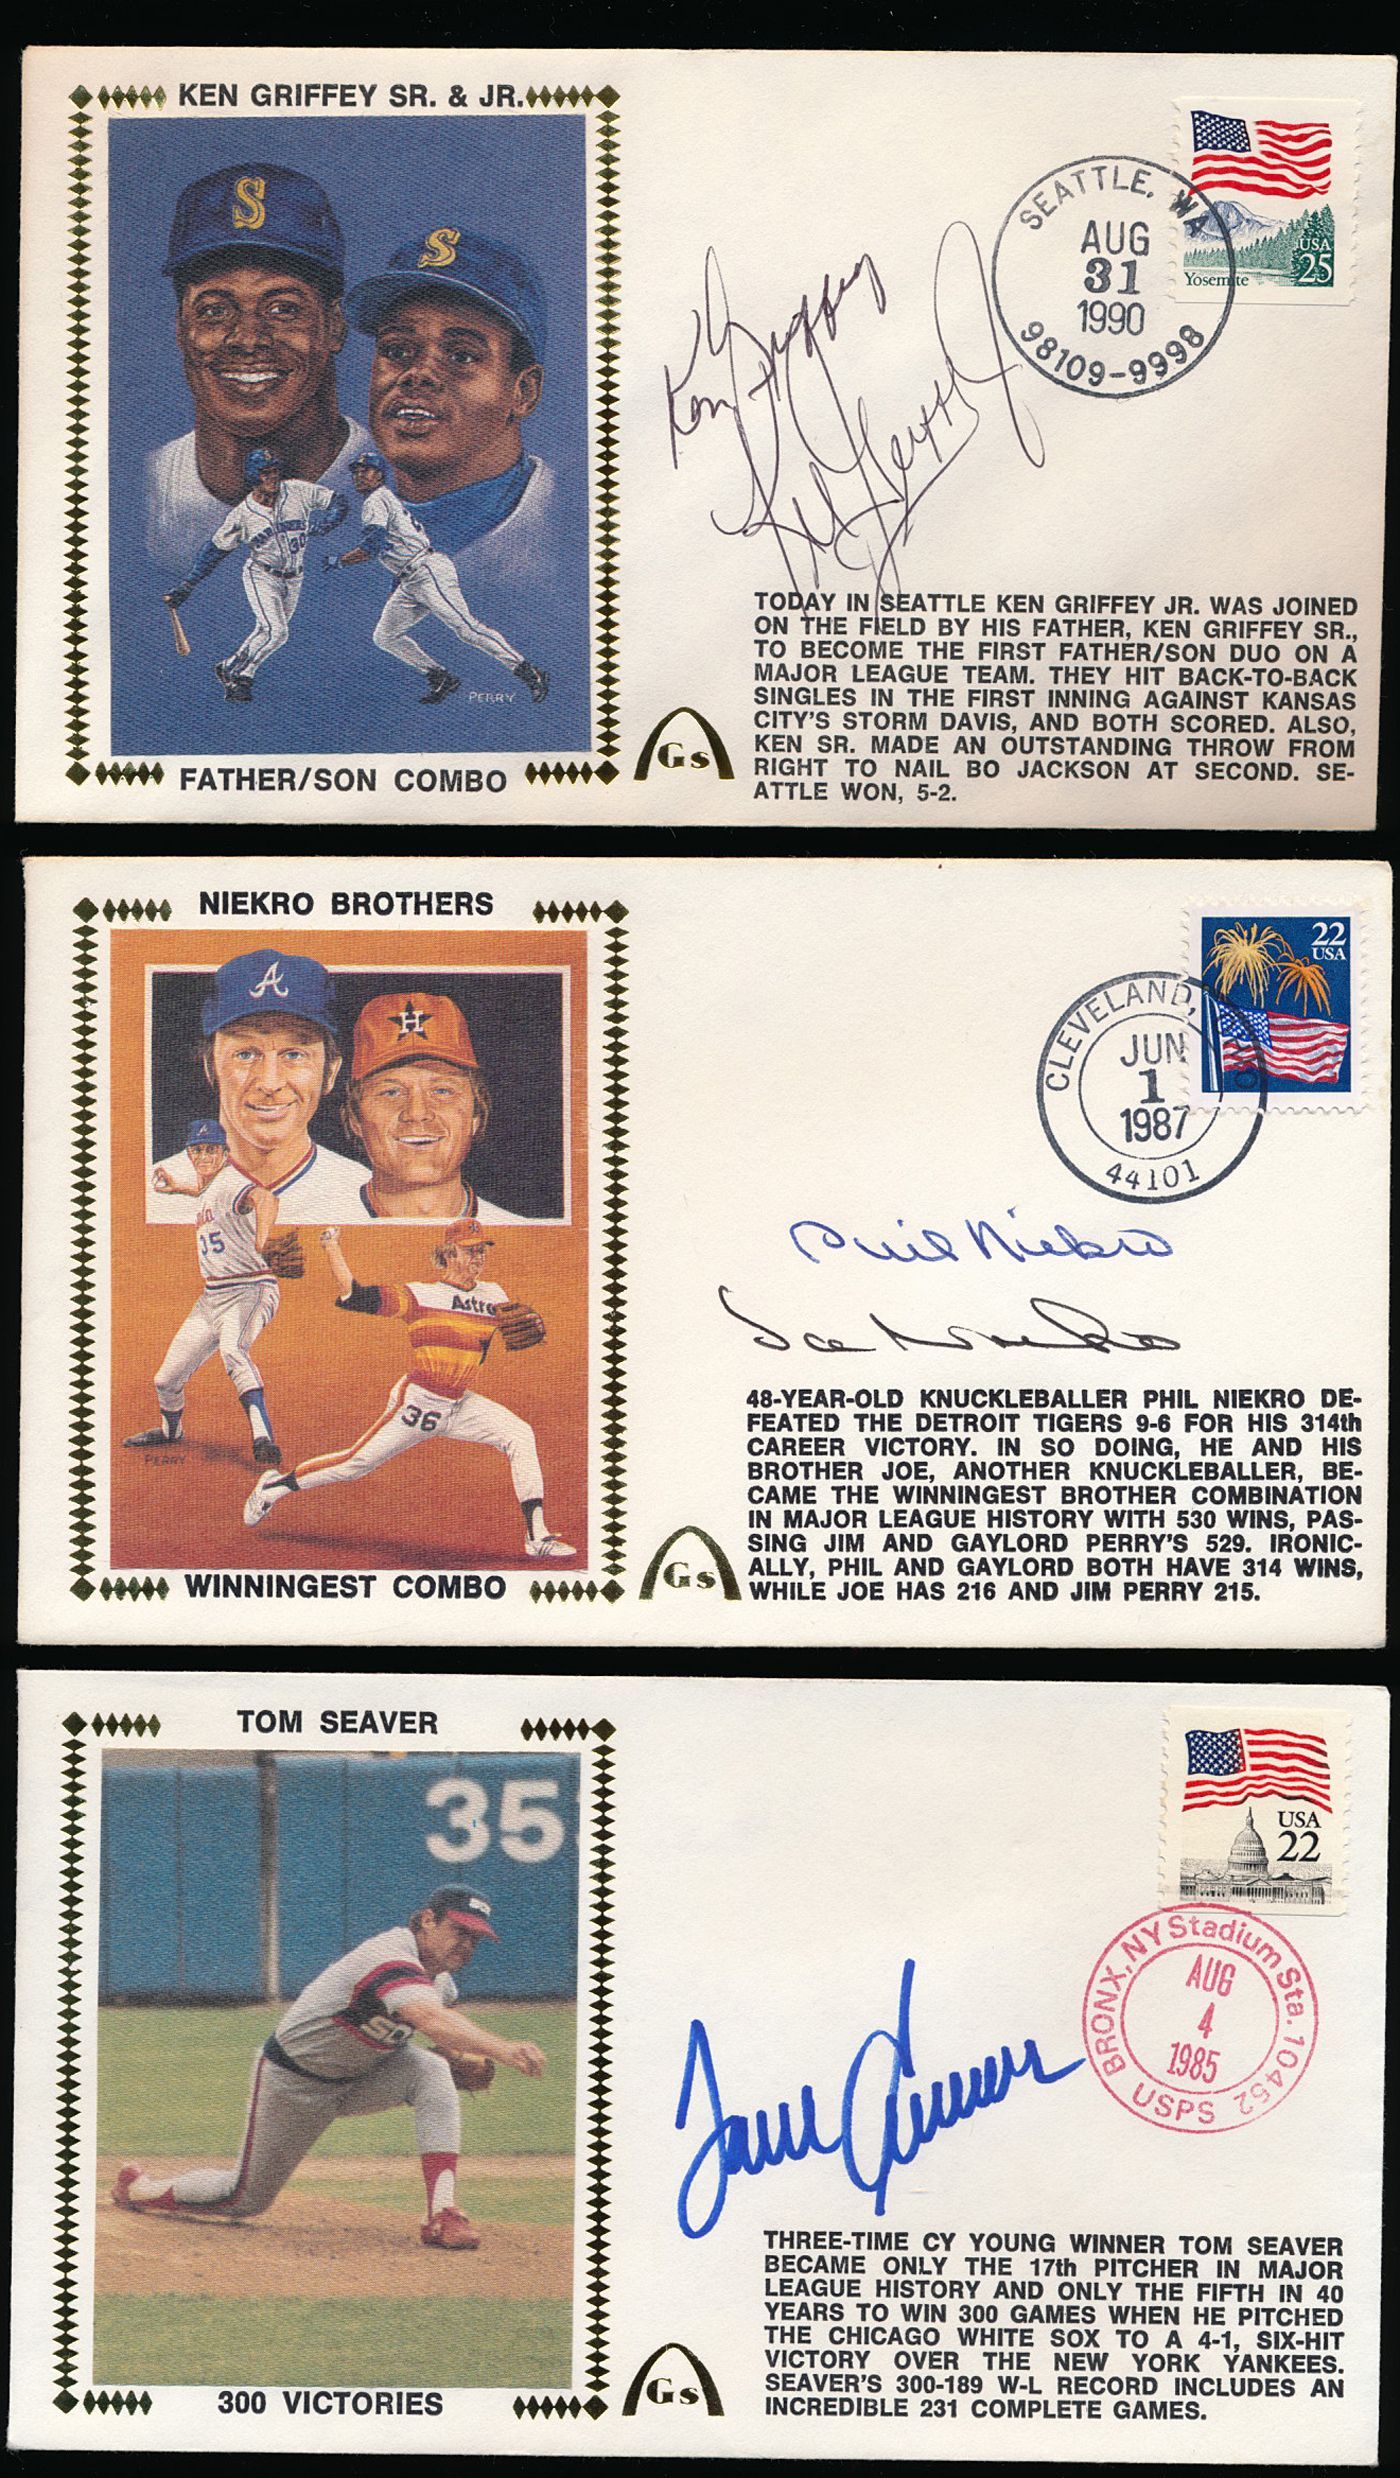 KEN GRIFFEY SR. & JR.
S
S
MARINERS
30
PERRY
FATHER/SON COMBO
Ken Griffey
Ken Griffey Jr
SEATTLE, WA
AUG
31
1990
98109-9998
USA
25
Yosemite
Gs
TODAY IN SEATTLE KEN GRIFFEY JR. WAS JOINED
ON THE FIELD BY HIS FATHER, KEN GRIFFEY SR.,
TO BECOME THE FIRST FATHER/SON DUO ON A
MAJOR LEAGUE TEAM. THEY HIT BACK-TO-BACK
SINGLES IN THE FIRST INNING AGAINST KANSAS
CITY'S STORM DAVIS, AND BOTH SCORED. ALSO,
KEN SR. MADE AN OUTSTANDING THROW FROM
RIGHT TO NAIL BO JACKSON AT SECOND. SE-
ATTLE WON, 5-2.
NIEKRO BROTHERS
A
H
A
15
Astro
36
PERRY
WINNINGEST COMBO
22
USA
CLEVELAND,
JUN
1
1987
44101
Phil Niekro
Joe Niekro
Gs
48-YEAR-OLD KNUCKLEBALLER PHIL NIEKRO DE-
FEATED THE DETROIT TIGERS 9-6 FOR HIS 314th
CAREER VICTORY. IN SO DOING, HE AND HIS
BROTHER JOE, ANOTHER KNUCKLEBALLER, BE-
CAME THE WINNINGEST BROTHER COMBINATION
IN MAJOR LEAGUE HISTORY WITH 530 WINS, PAS-
SING JIM AND GAYLORD PERRY'S 529. IRONIC-
ALLY, PHIL AND GAYLORD BOTH HAVE 314 WINS,
WHILE JOE HAS 216 AND JIM PERRY 215.
TOM SEAVER
35
SOX
300 VICTORIES
USA
22
BRONX, NY Stadium Sta. 10452
AUG
4
1985
USPS
Tom Seaver
Gs
THREE-TIME CY YOUNG WINNER TOM SEAVER
BECAME ONLY THE 17th PITCHER IN MAJOR
LEAGUE HISTORY AND ONLY THE FIFTH IN 40
YEARS TO WIN 300 GAMES WHEN HE PITCHED
THE CHICAGO WHITE SOX TO A 4-1, SIX-HIT
VICTORY OVER THE NEW YORK YANKEES.
SEAVER'S 300-189 W-L RECORD INCLUDES AN
INCREDIBLE 231 COMPLETE GAMES.